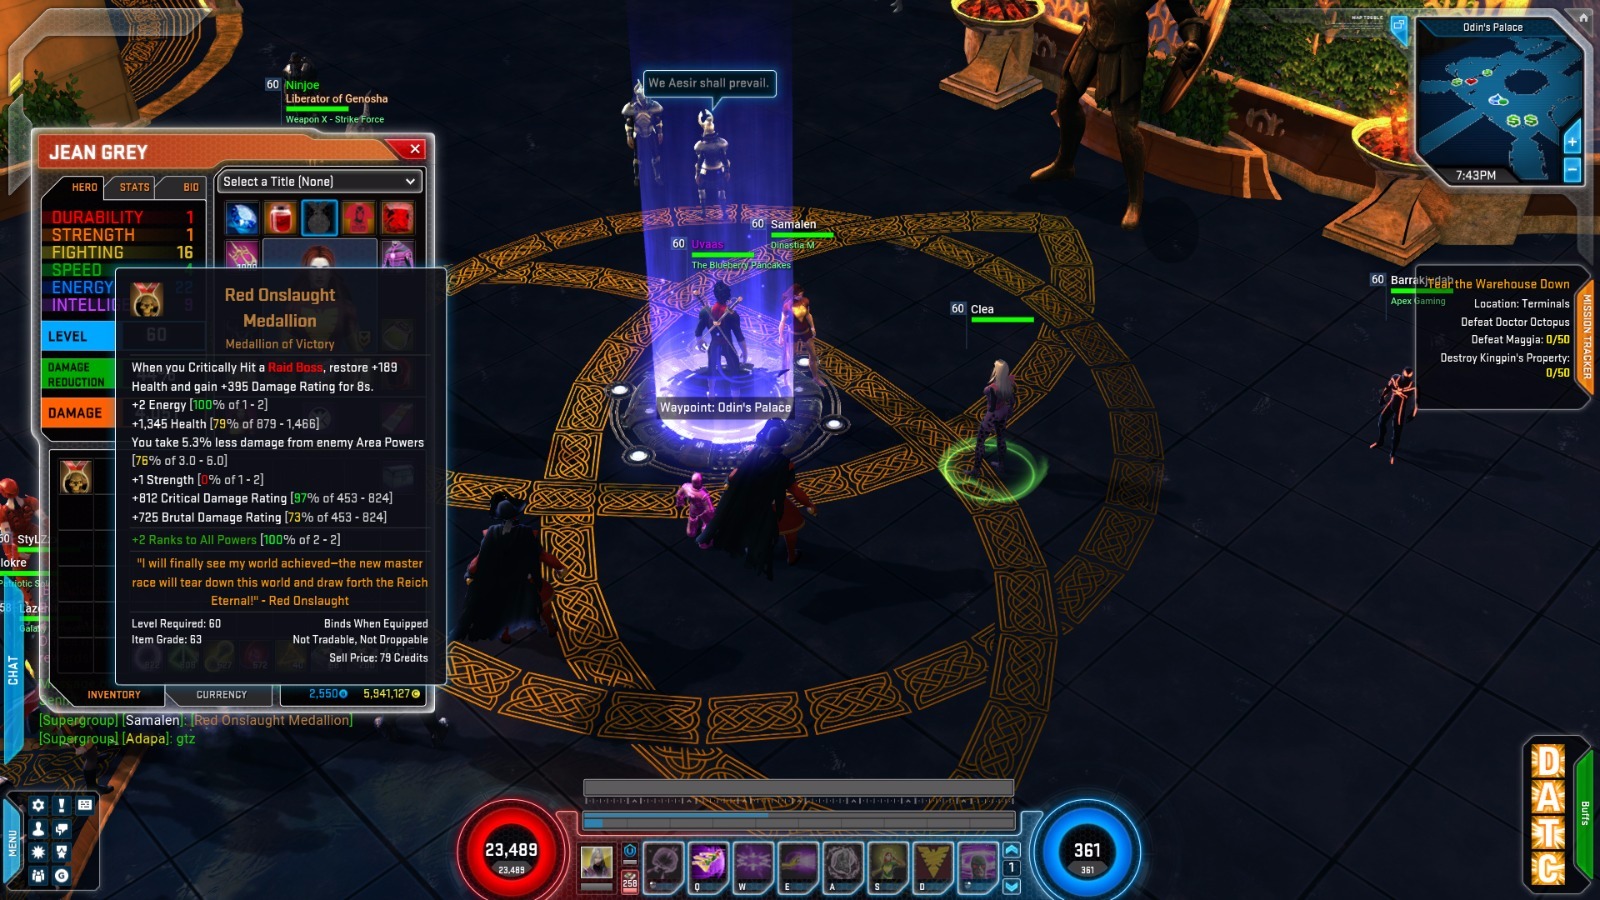 Odin's Palace
7:43PM
We Aesir shall prevail.
60 Ninjoe
Liberator of Genosha
Weapon X - Strike Force
JEAN GREY
HERO
STATS
BIO
Select a Title (None)
DURABILITY 1
STRENGTH 1
FIGHTING 16
SPEED
ENERGY 22
INTELLI 9
LEVEL 60
DAMAGE
REDUCTION
DAMAGE
Red Onslaught
Medallion
Medallion of Victory
When you Critically Hit a Raid Boss, restore +189
Health and gain +395 Damage Rating for 8s.
+2 Energy [100% of 1 - 2]
+1,345 Health [79% of 879 - 1,466]
You take 5.3% less damage from enemy Area Powers
[76% of 3.0 - 6.0]
+1 Strength [0% of 1 - 2]
+812 Critical Damage Rating [97% of 453 - 824]
+725 Brutal Damage Rating [73% of 453 - 824]
+2 Ranks to All Powers [100% of 2 - 2]
"I will finally see my world achieved—the new master
race will tear down this world and draw forth the Reich
Eternal!" - Red Onslaught
Level Required: 60
Binds When Equipped
Item Grade: 63
Not Tradable, Not Droppable
Sell Price: 79 Credits
INVENTORY
CURRENCY
2,550
5,941,127
60 Samalen
Dinastia M
60 Uvaas
The Blueberry Pancakes
60 Clea
Waypoint: Odin's Palace
60 Barrakudah
Apex Gaming
Tear the Warehouse Down
Location: Terminals
Defeat Doctor Octopus
Defeat Maggia: 0/50
Destroy Kingpin's Property:
0/50
MISSION TRACKER
CHAT
[Supergroup] [Samalen]: [Red Onslaught Medallion]
[Supergroup] [Adapa]: gtz
MENU
23,489
23,489
258
Q
W
E
A
S
D
1
361
361
DATC
Buffs